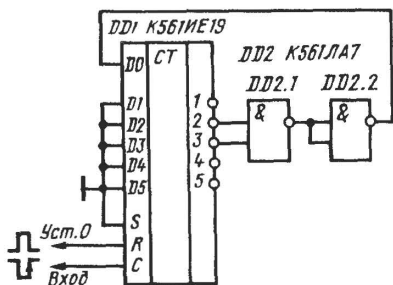 DD1 К561ИЕ19
DD2 К561ЛА7
DD2.1 DD2.2
D0
CT
D1
D2
D3
D4
D5
S
R
C
1
2
3
4
5
&
&
Уст.0
Вход